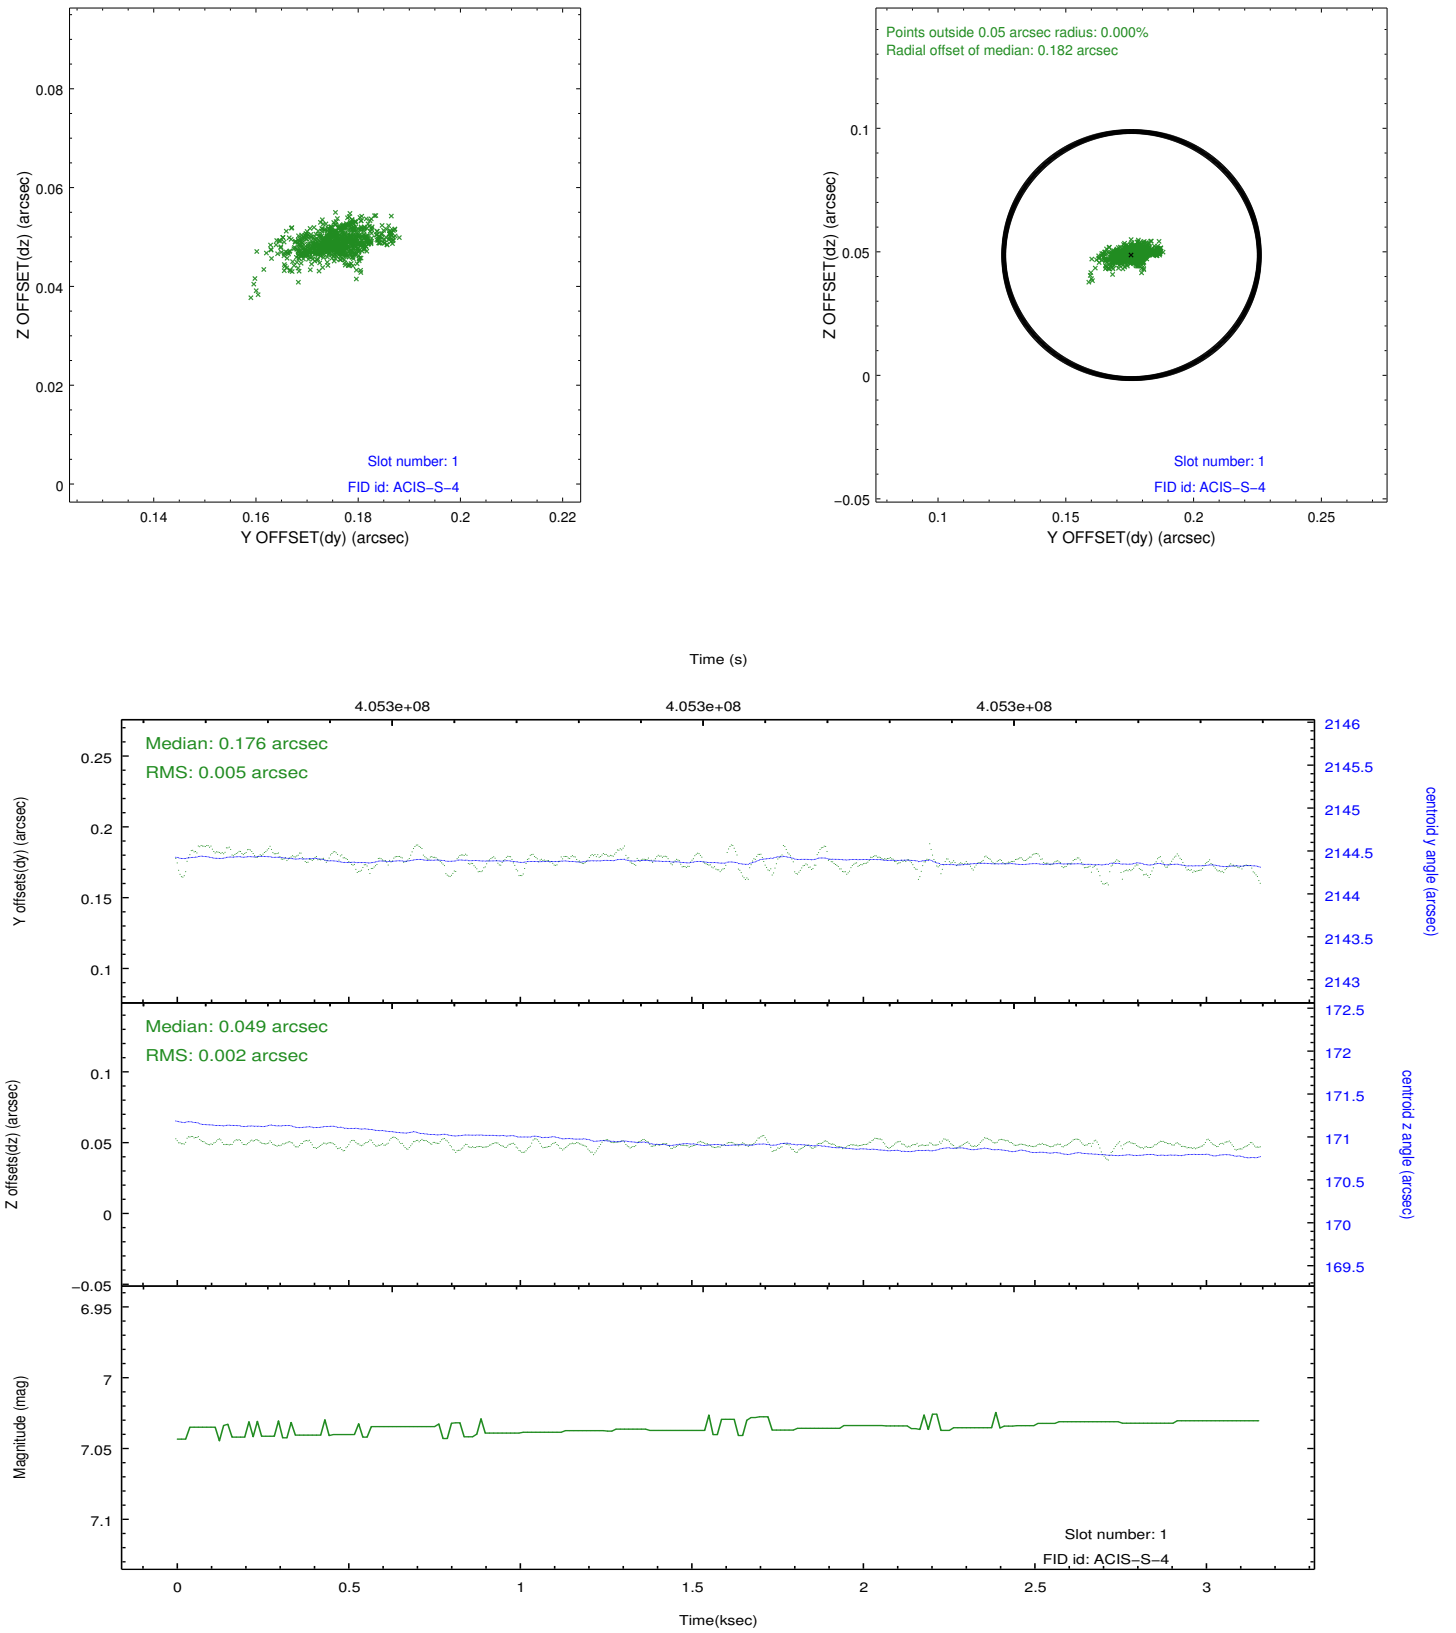 0.08
0.06
0.04
0.02
0
Z OFFSET(dz) (arcsec)
Slot number: 1
FID id: ACIS−S−4
0.14
0.16
0.18
0.2
0.22
Y OFFSET(dy) (arcsec)
Points outside 0.05 arcsec radius: 0.000%
Radial offset of median: 0.182 arcsec
0.1
0.05
0
−0.05
Z OFFSET(dz) (arcsec)
Slot number: 1
FID id: ACIS−S−4
0.1
0.15
0.2
0.25
Y OFFSET(dy) (arcsec)
Time (s)
4.053e+08
4.053e+08
4.053e+08
Median: 0.176 arcsec
RMS: 0.005 arcsec
0.25
0.2
0.15
0.1
Y offsets(dy) (arcsec)
2146
2145.5
2145
2144.5
2144
2143.5
2143
centroid y angle (arcsec)
Median: 0.049 arcsec
RMS: 0.002 arcsec
0.1
0.05
0
−0.05
Z offsets(dz) (arcsec)
172.5
172
171.5
171
170.5
170
169.5
centroid z angle (arcsec)
6.95
7
7.05
7.1
Magnitude (mag)
Slot number: 1
FID id: ACIS−S−4
0
0.5
1
1.5
2
2.5
3
Time(ksec)